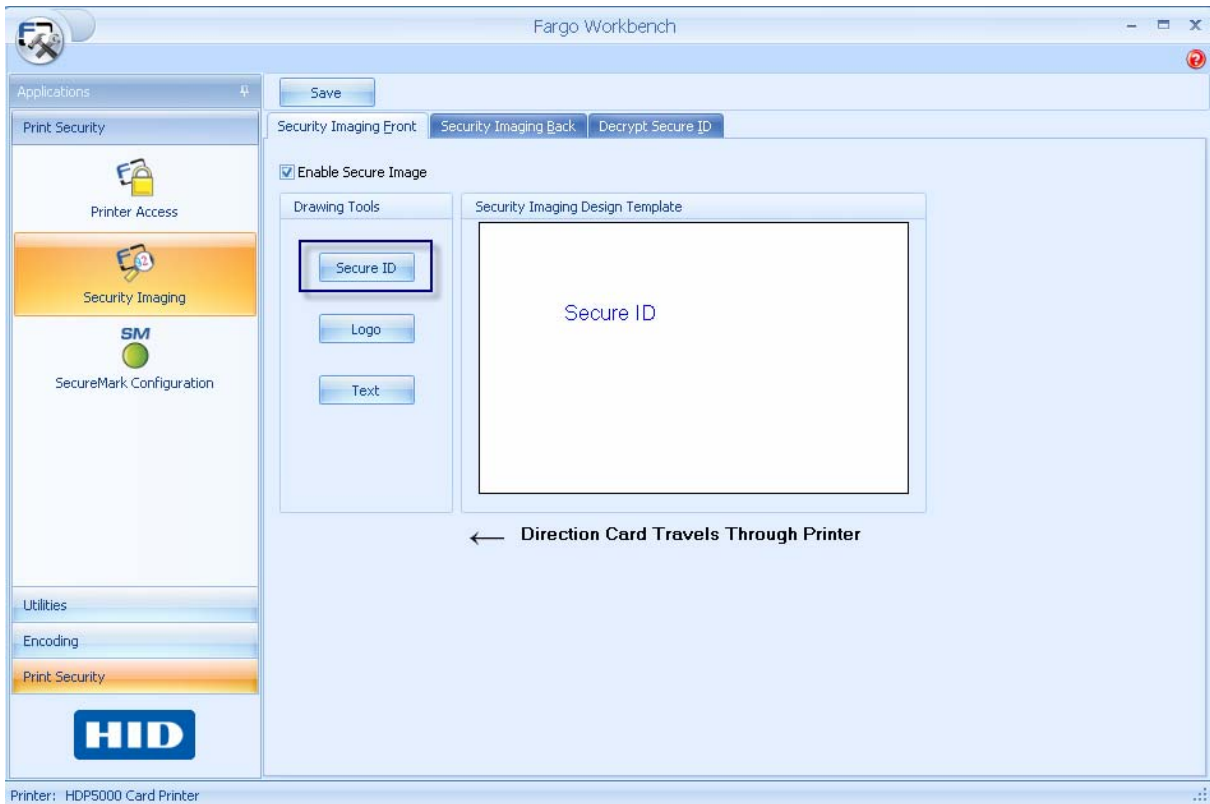 Fargo Workbench
Applications
Save
Print Security
Security Imaging Front
Security Imaging Back
Decrypt Secure ID
Enable Secure Image
Printer Access
Drawing Tools
Security Imaging Design Template
Secure ID
Secure ID
Security Imaging
Logo
SM
SecureMark Configuration
Text
← Direction Card Travels Through Printer
Utilities
Encoding
Print Security
HID
Printer: HDP5000 Card Printer